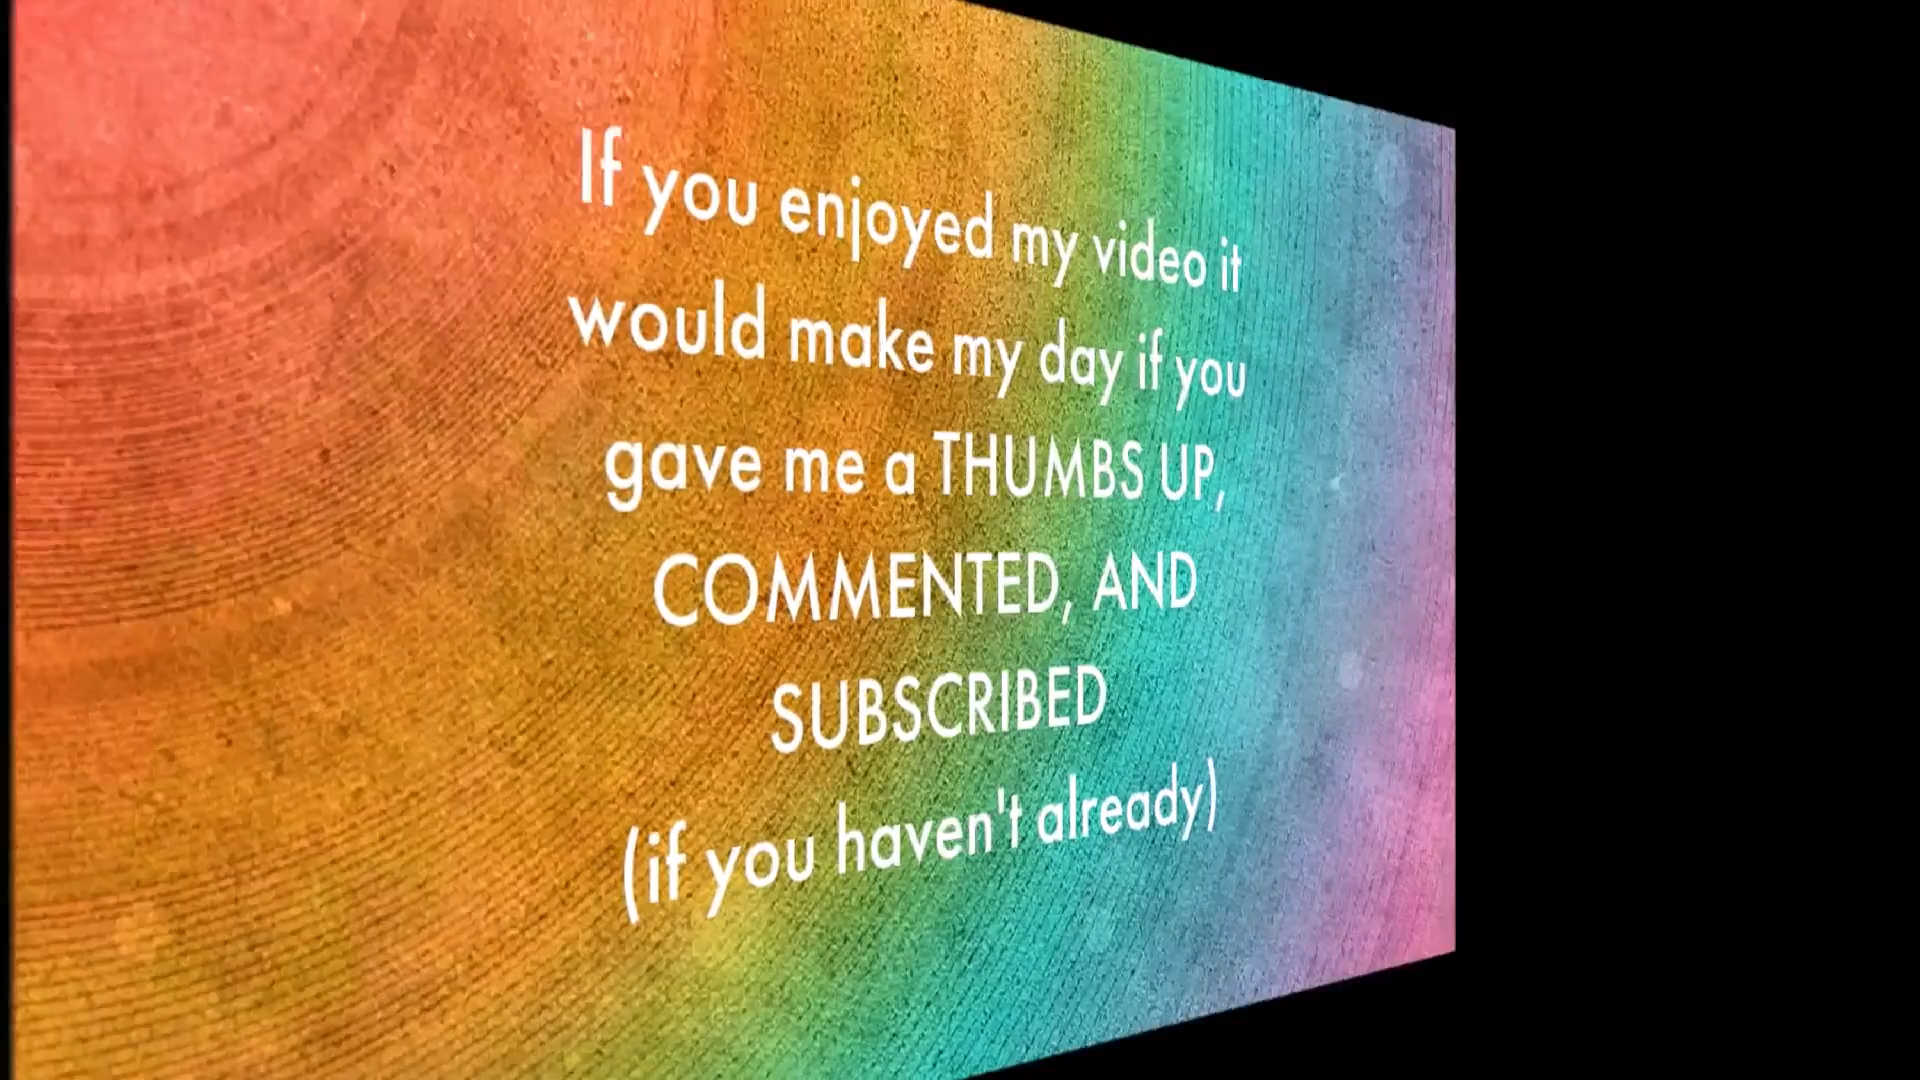 If you enjoyed my video it
would make my day if you
gave me a THUMBS UP,
COMMENTED, AND
SUBSCRIBED
(if you haven't already)